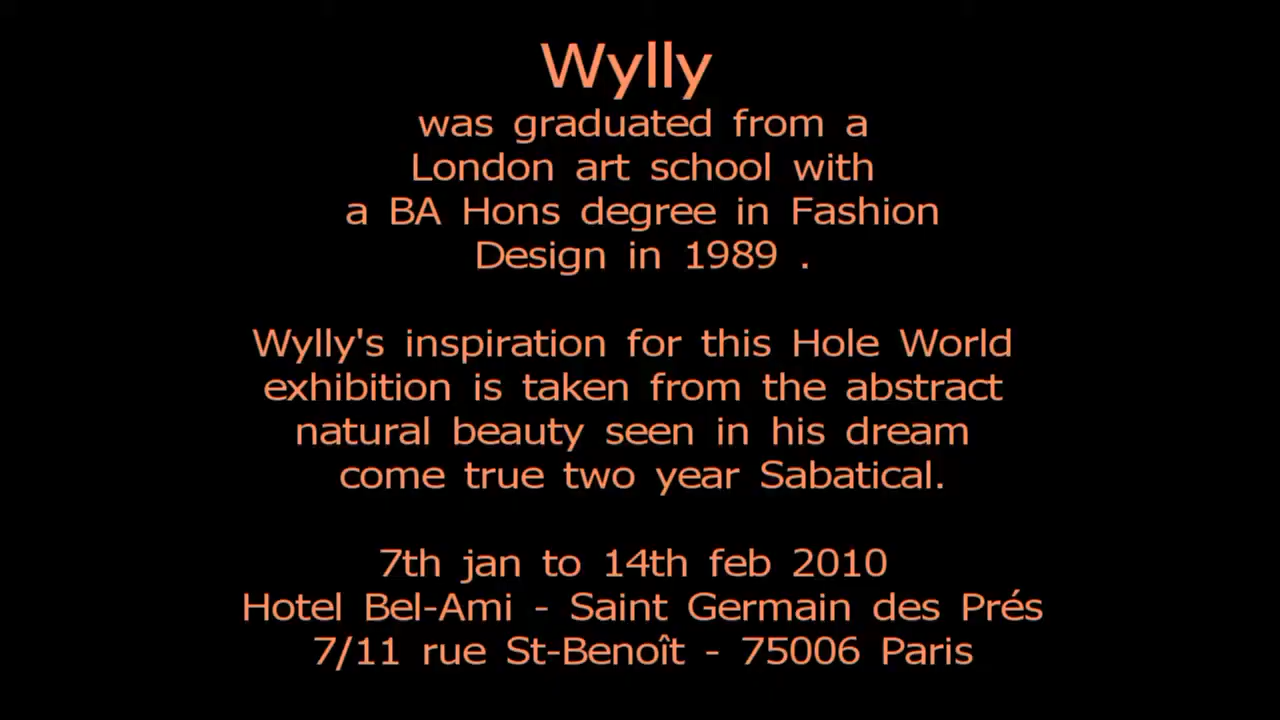 Wylly
was graduated from a
London art school with
a BA Hons degree in Fashion
Design in 1989 .
Wylly's inspiration for this Hole World
exhibition is taken from the abstract
natural beauty seen in his dream
come true two year Sabatical.
7th jan to 14th feb 2010
Hotel Bel-Ami - Saint Germain des Prés
7/11 rue St-Benoît - 75006 Paris